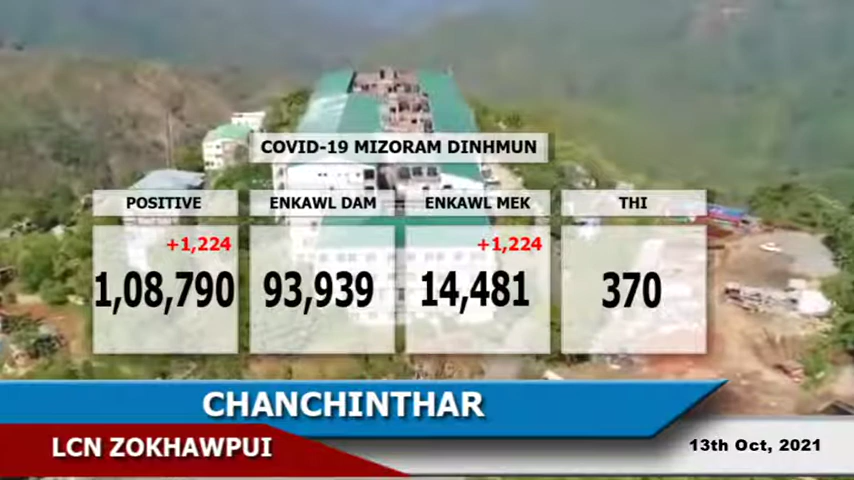 COVID-19 MIZORAM DINHMUN
POSITIVE ENKAWL DAM ENKAWL MEK THI
+1,224 +1,224
1,08,790 93,939 14,481 370
CHANCHINTHAR
LCN ZOKHAWPUI
13th Oct, 2021